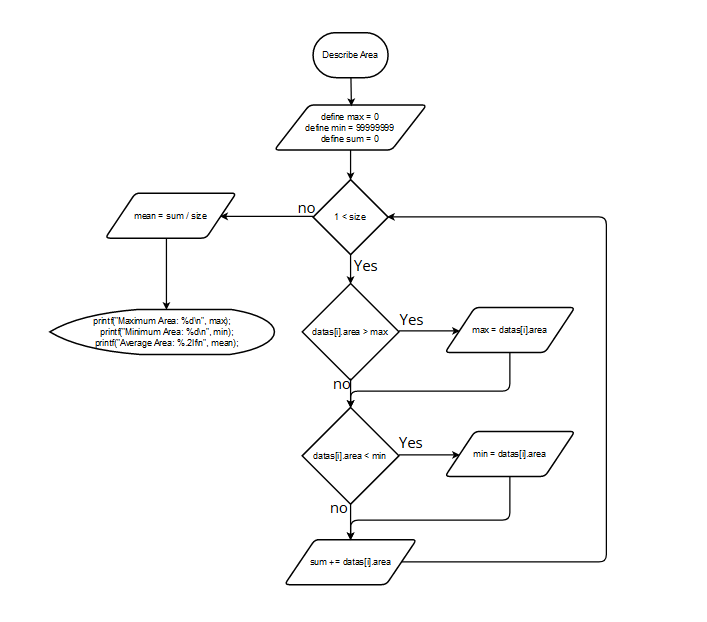 Describe Area
define max = 0
define min = 99999999
define sum = 0
no
mean = sum / size
1 < size
Yes
printf("Maximum Area: %d\n", max);
printf("Minimum Area: %d\n", min);
printf("Average Area: %.2lfn", mean);
datas[i].area > max
Yes
max = datas[i].area
no
datas[i].area < min
Yes
min = datas[i].area
no
sum += datas[i].area